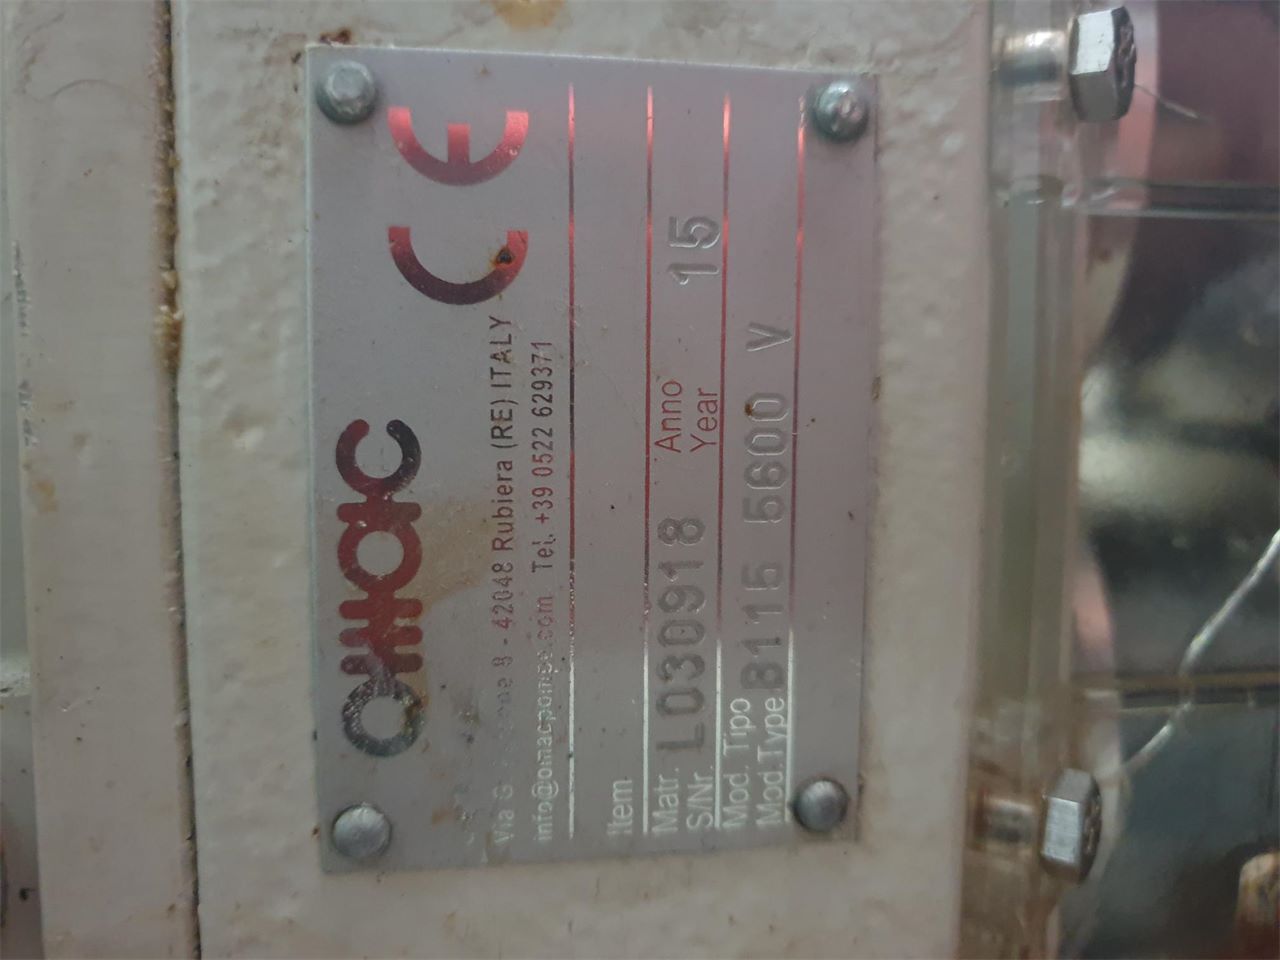 OMAC
CE
Via G 8 - 42048 Rubiera (RE) ITALY
info@omacpompe.com Tel. +39 0522 629371
Item
Matr. S/Nr. L030918 Anno Year 15
Mod. Tipo Mod. Type B115 5600 V